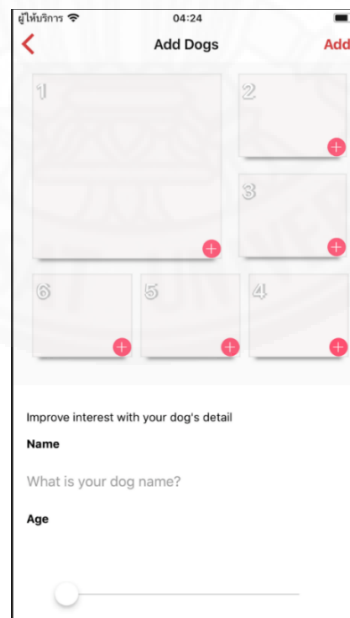 ผู้ให้บริการ 04:24
Add Dogs Add
1 2
3
6 5 4
Improve interest with your dog's detail
Name
What is your dog name?
Age